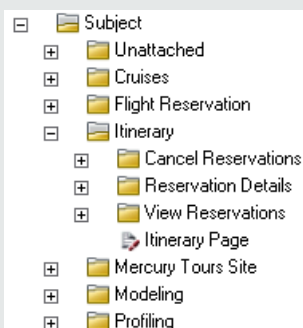 Subject
Unattached
Cruises
Flight Reservation
Itinerary
Cancel Reservations
Reservation Details
View Reservations
Itinerary Page
Mercury Tours Site
Modeling
Profiling